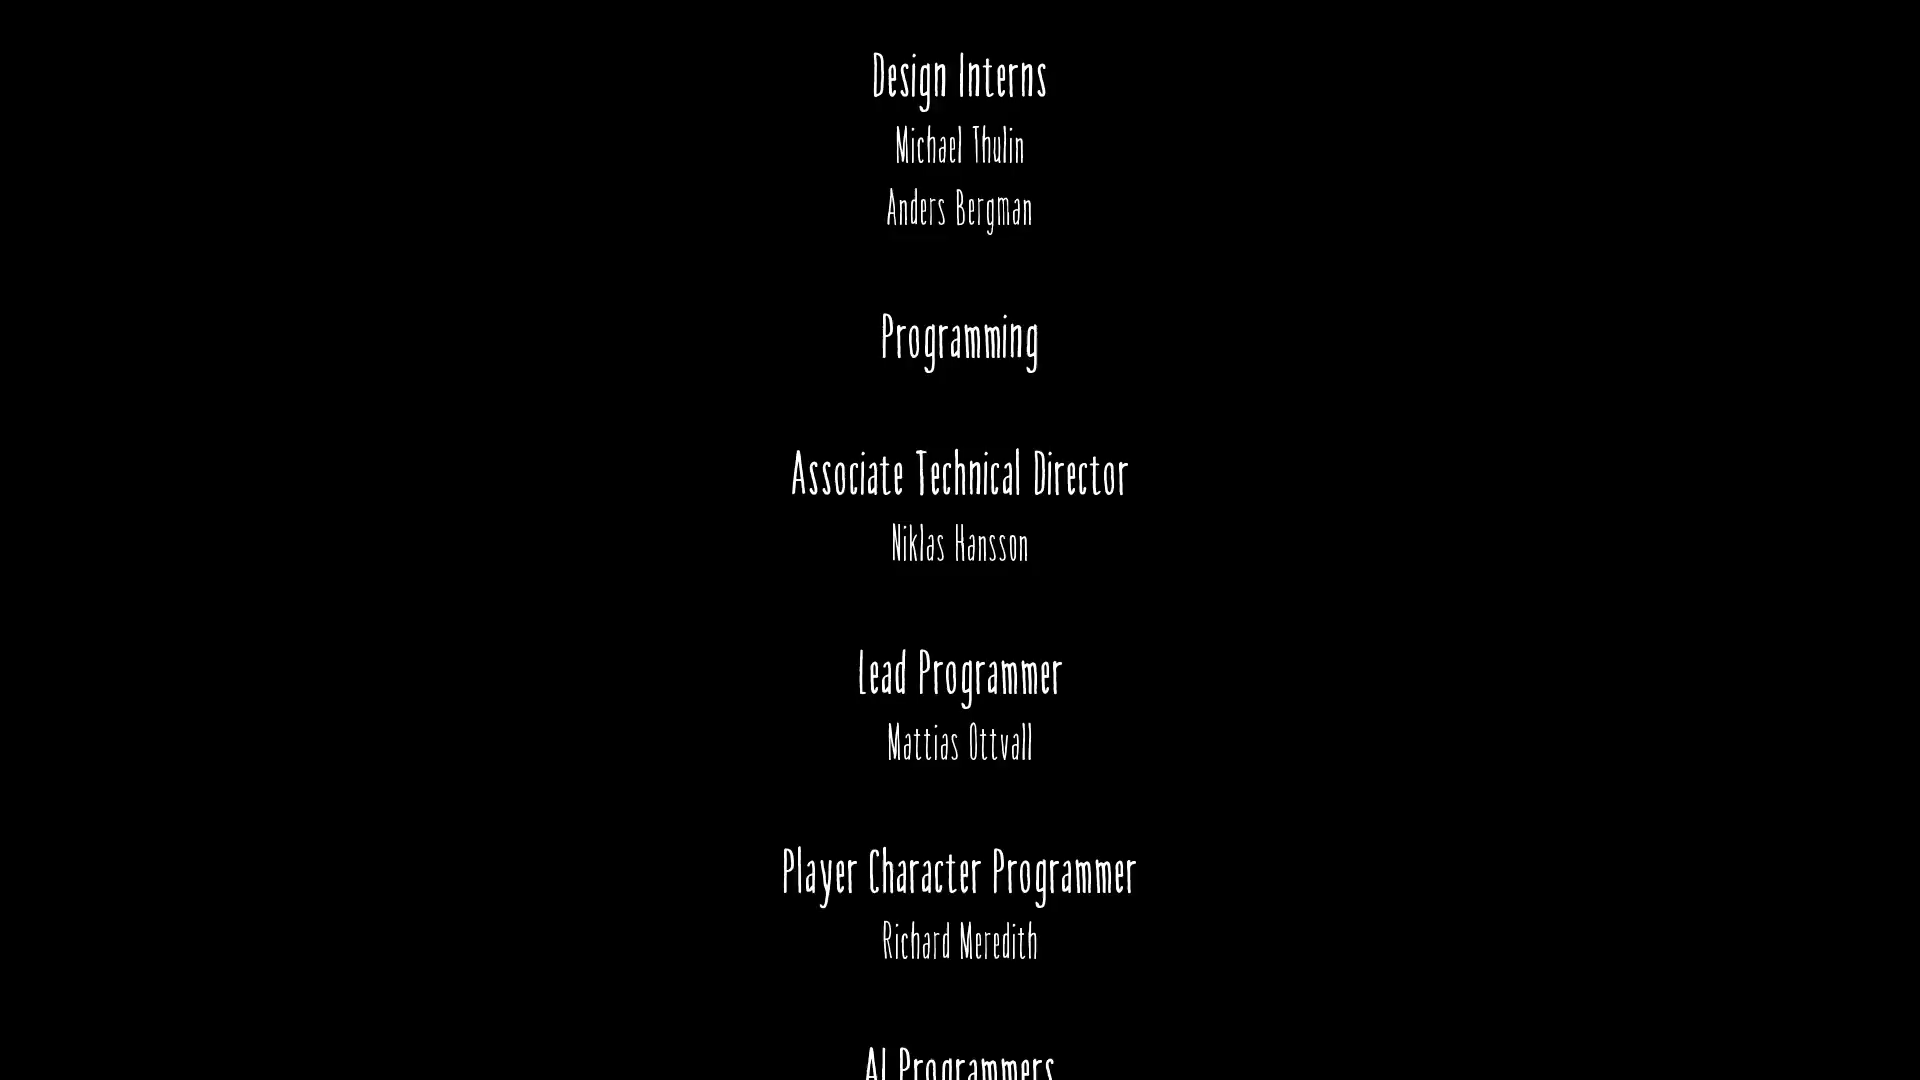 Design Interns
Michael Thulin
Anders Bergman
Programming
Associate Technical Director
Niklas Hansson
Lead Programmer
Mattias Ottvall
Player Character Programmer
Richard Meredith
AI Programmers